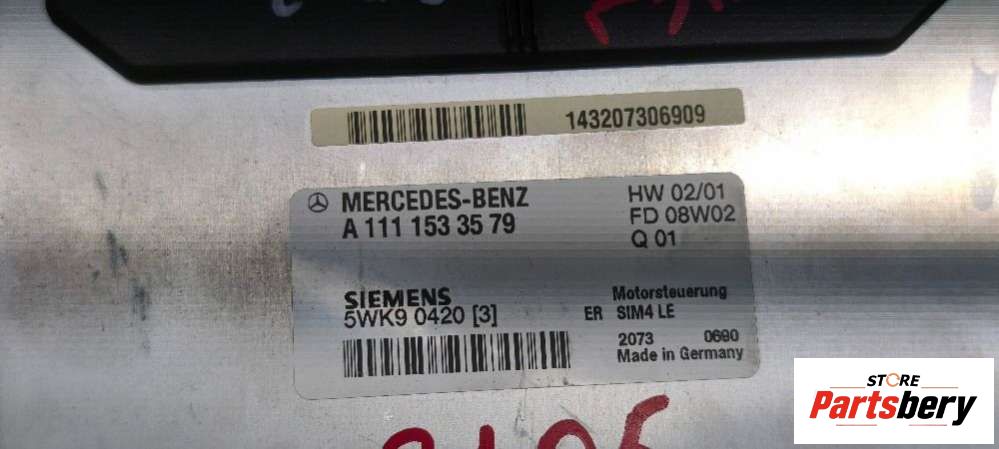 143207306909
MERCEDES-BENZ
A 111 153 35 79
HW 02/01
FD 08W02
Q 01
SIEMENS
5WK9 0420 [3]
Motorsteuerung
ER SIM4 LE
2073 0690
Made in Germany
STORE
Partsbery